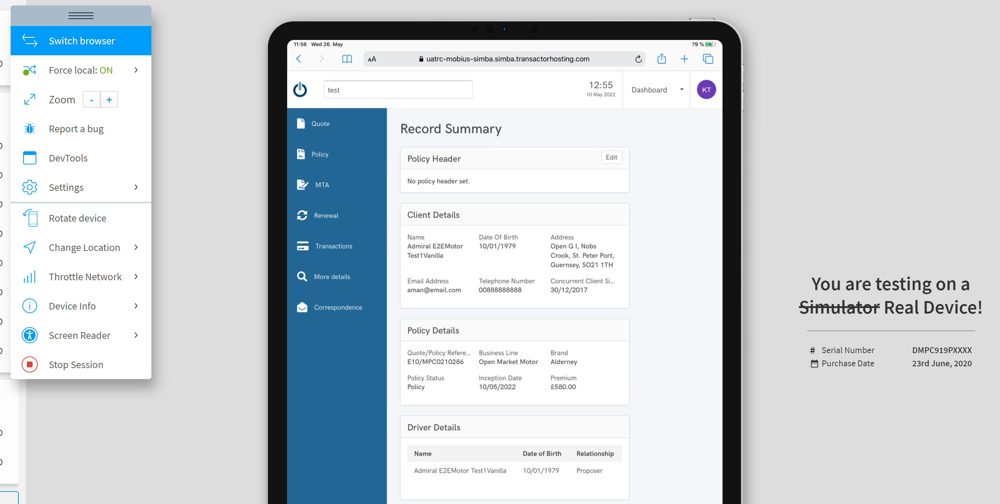 Switch browser
Force local: ON
Zoom - +
Report a bug
DevTools
Settings
Rotate device
Change Location
Throttle Network
Device Info
Screen Reader
Stop Session
11:56 Wed 26. May
79 %
AA uatrc-mobius-simba.simba.transactorhosting.com
test
12:55
10 May 2022
Dashboard
KT
Quote
Policy
MTA
Renewal
Transactions
More details
Correspondence
Record Summary
Policy Header
Edit
No policy header set.
Client Details
Name Date Of Birth Address
Admiral E2EMotor 10/01/1979 Open G I, Nobs
Test1Vanilla Crook, St. Peter Port,
Guernsey, SO21 1TH
Email Address Telephone Number Concurrent Client Si...
aman@email.com 00888888888 30/12/2017
Policy Details
Quote/Policy Refere... Business Line Brand
E10/MPC0210286 Open Market Motor Alderney
Policy Status Inception Date Premium
Policy 10/05/2022 £580.00
Driver Details
Name Date of Birth Relationship
Admiral E2EMotor Test1Vanilla 10/01/1979 Proposer
You are testing on a
Simulator Real Device!
# Serial Number DMPC919PXXXX
Purchase Date 23rd June, 2020